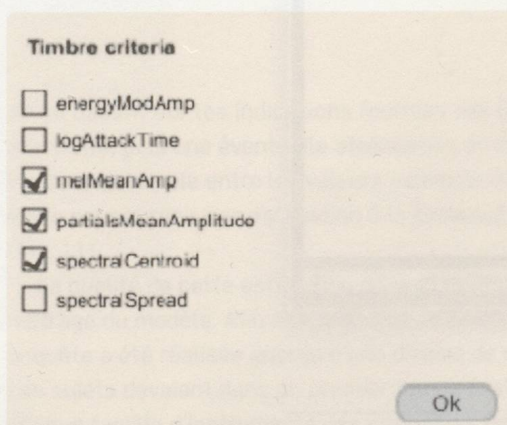 Timbre criteria
energyModAmp
logAttackTime
melMeanAmp
partialsMeanAmplitude
spectralCentroid
spectralSpread
Ok